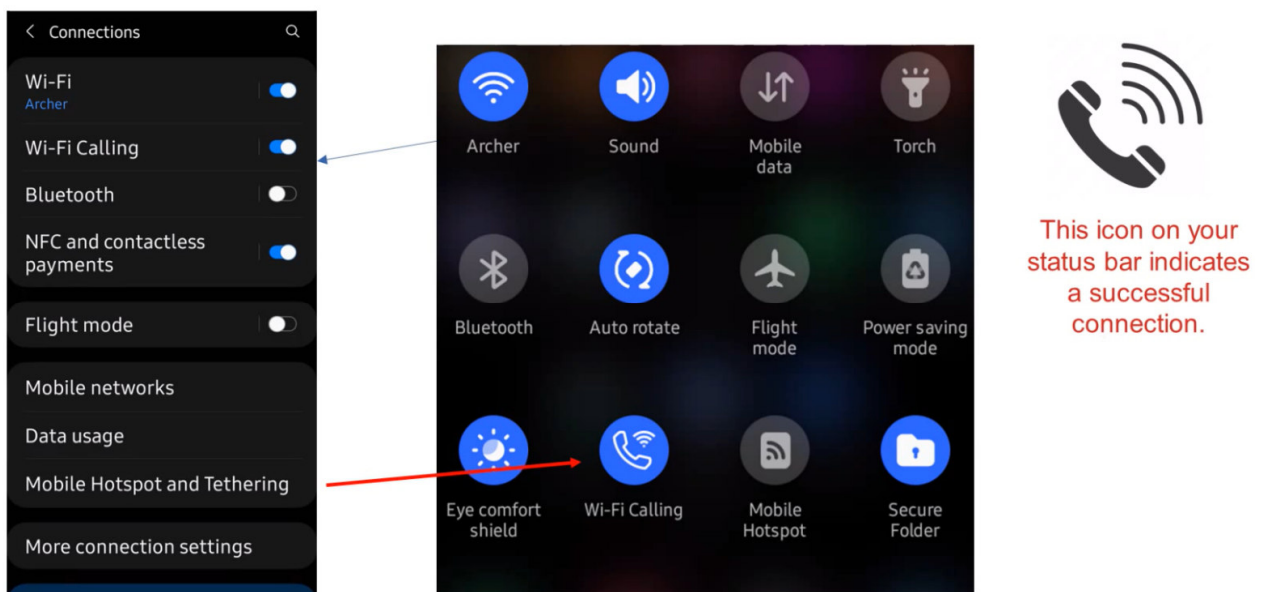 Connections
Wi-Fi
Archer
Wi-Fi Calling
Bluetooth
NFC and contactless
payments
Flight mode
Mobile networks
Data usage
Mobile Hotspot and Tethering
More connection settings
Archer
Sound
Mobile
data
Torch
Bluetooth
Auto rotate
Flight
mode
Power saving
mode
Eye comfort
shield
Wi-Fi Calling
Mobile
Hotspot
Secure
Folder
This icon on your
status bar indicates
a successful
connection.